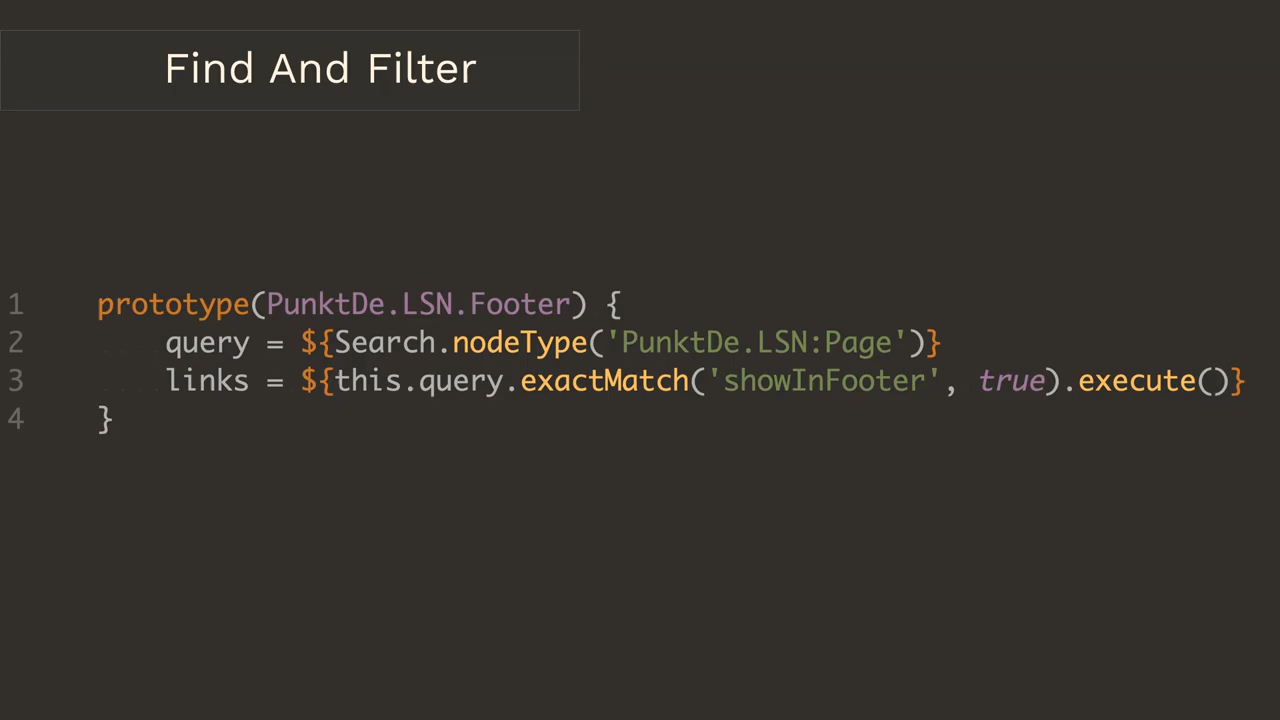 Find And Filter
1 prototype(PunktDe.LSN.Footer) {
2 query = ${Search.nodeType('PunktDe.LSN:Page')}
3 links = ${this.query.exactMatch('showInFooter', true).execute()}
4 }